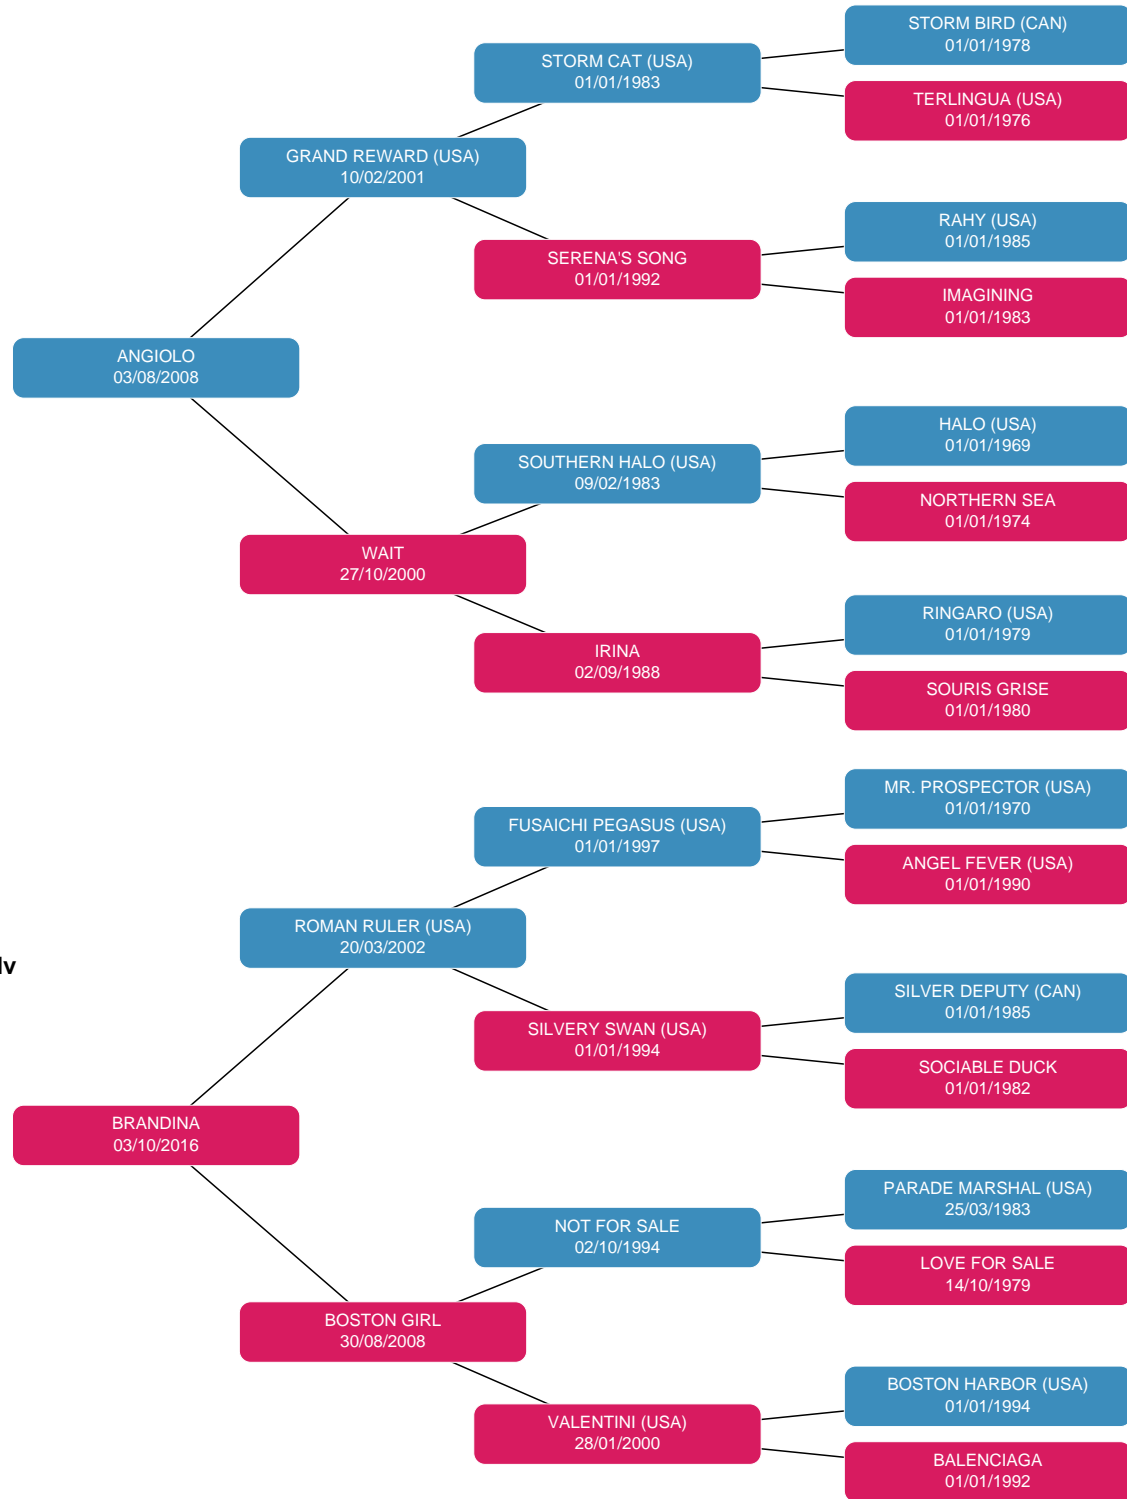 STORM BIRD (CAN)
01/01/1978
STORM CAT (USA)
01/01/1983
TERLINGUA (USA)
01/01/1976
GRAND REWARD (USA)
10/02/2001
RAHY (USA)
01/01/1985
SERENA'S SONG
01/01/1992
IMAGINING
01/01/1983
ANGIOLO
03/08/2008
HALO (USA)
01/01/1969
SOUTHERN HALO (USA)
09/02/1983
NORTHERN SEA
01/01/1974
WAIT
27/10/2000
RINGARO (USA)
01/01/1979
IRINA
02/09/1988
SOURIS GRISE
01/01/1980
MR. PROSPECTOR (USA)
01/01/1970
FUSAICHI PEGASUS (USA)
01/01/1997
ANGEL FEVER (USA)
01/01/1990
ROMAN RULER (USA)
20/03/2002
SILVER DEPUTY (CAN)
01/01/1985
SILVERY SWAN (USA)
01/01/1994
SOCIABLE DUCK
01/01/1982
BRANDINA
03/10/2016
PARADE MARSHAL (USA)
25/03/1983
NOT FOR SALE
02/10/1994
LOVE FOR SALE
14/10/1979
BOSTON GIRL
30/08/2008
BOSTON HARBOR (USA)
01/01/1994
VALENTINI (USA)
28/01/2000
BALENCIAGA
01/01/1992